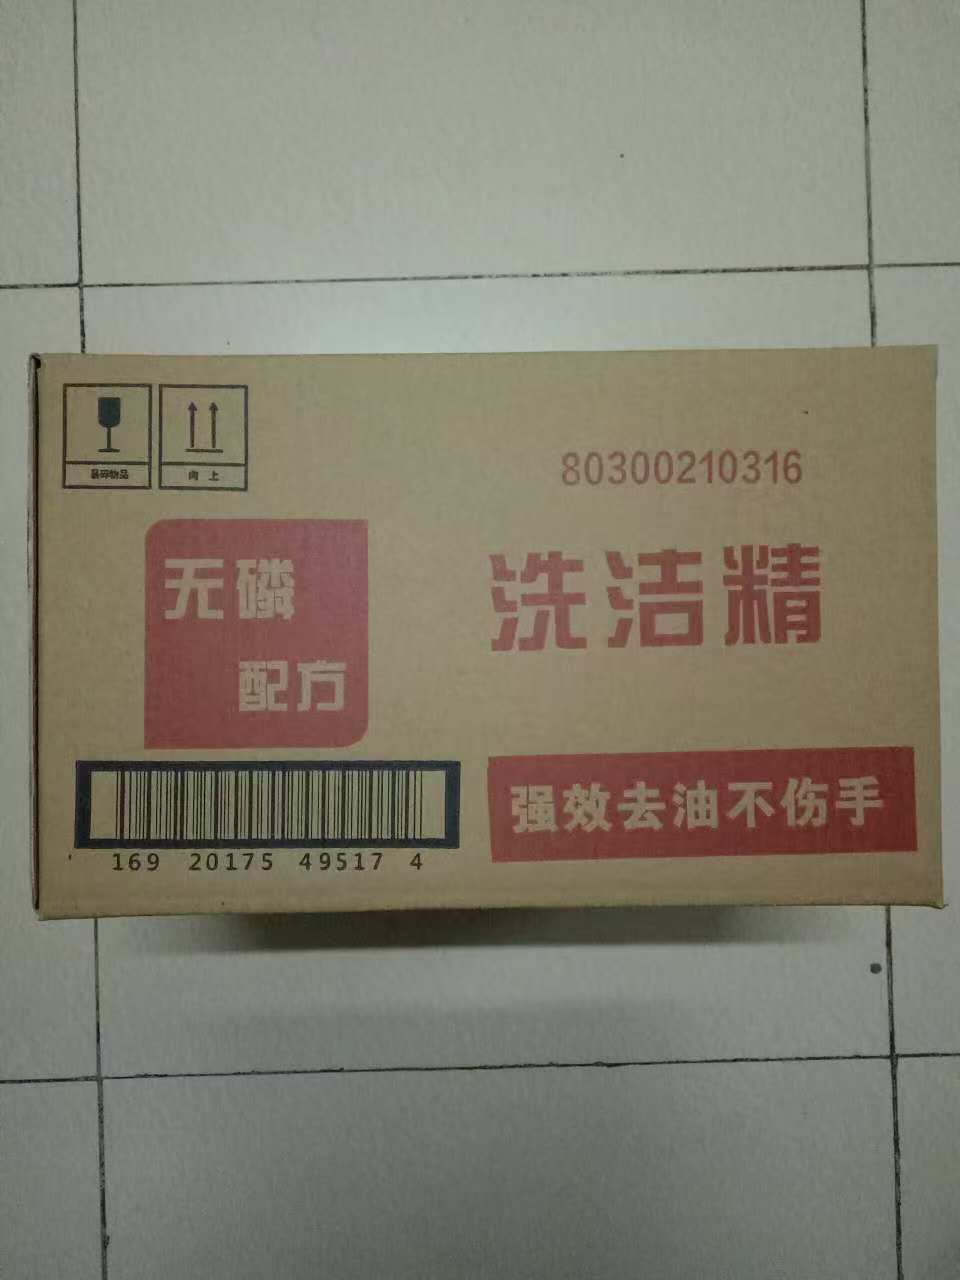 易碎物品
向上
80300210316
无磷
配方
洗洁精
强效去油不伤手
169 20175 49517 4